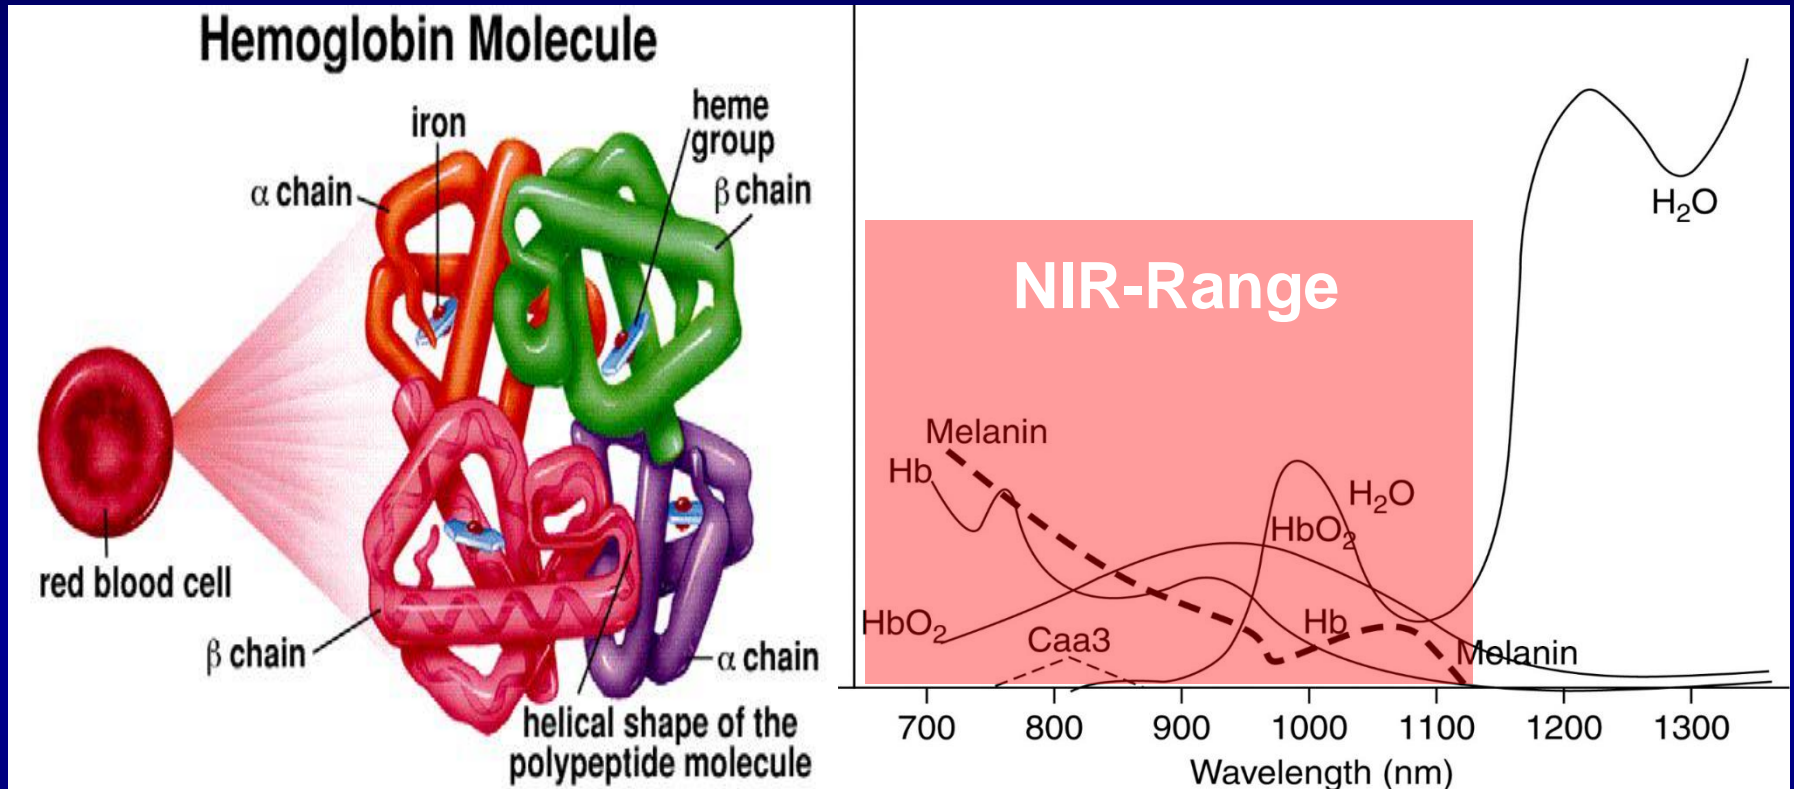 Hemoglobin Molecule
iron
heme
group
α chain
β chain
red blood cell
β chain
α chain
helical shape of the
polypeptide molecule
NIR-Range
H₂O
Melanin
Hb
H₂O
HbO₂
HbO₂
Caa3
Hb
Melanin
700 800 900 1000 1100 1200 1300
Wavelength (nm)